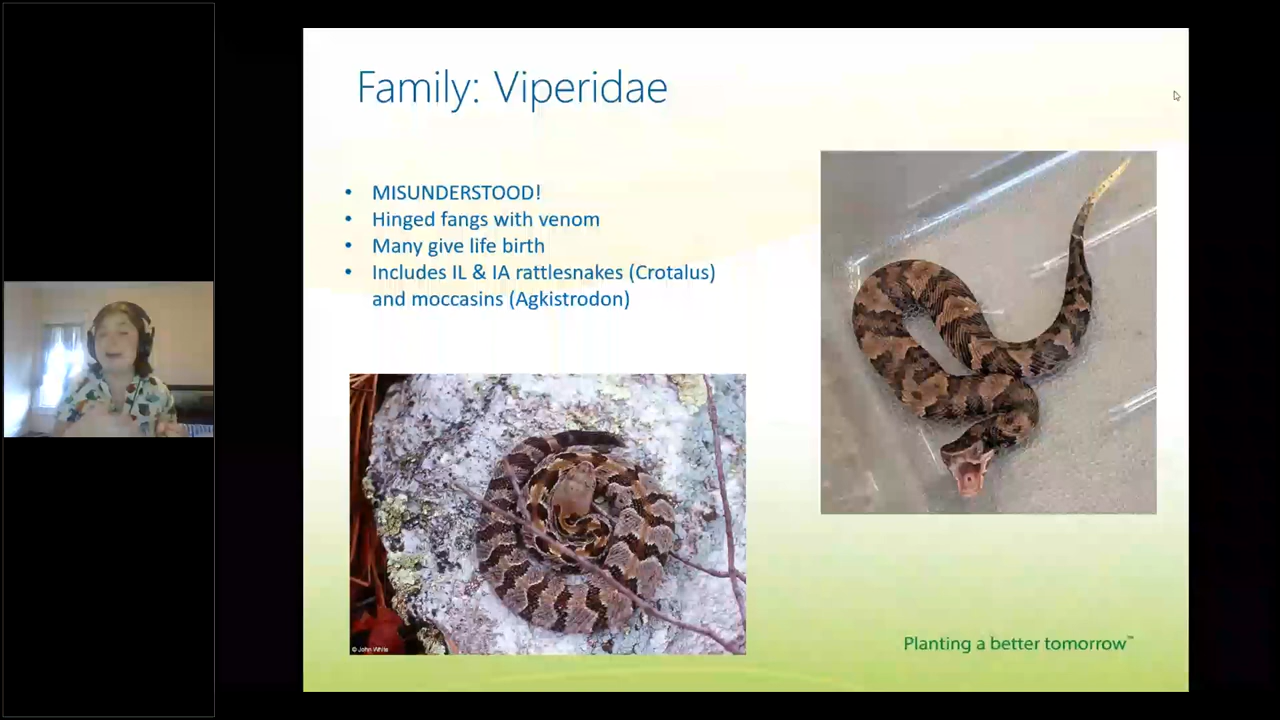 Family: Viperidae
• MISUNDERSTOOD!
• Hinged fangs with venom
• Many give life birth
• Includes IL & IA rattlesnakes (Crotalus)
and moccasins (Agkistrodon)
© John White
Planting a better tomorrow™